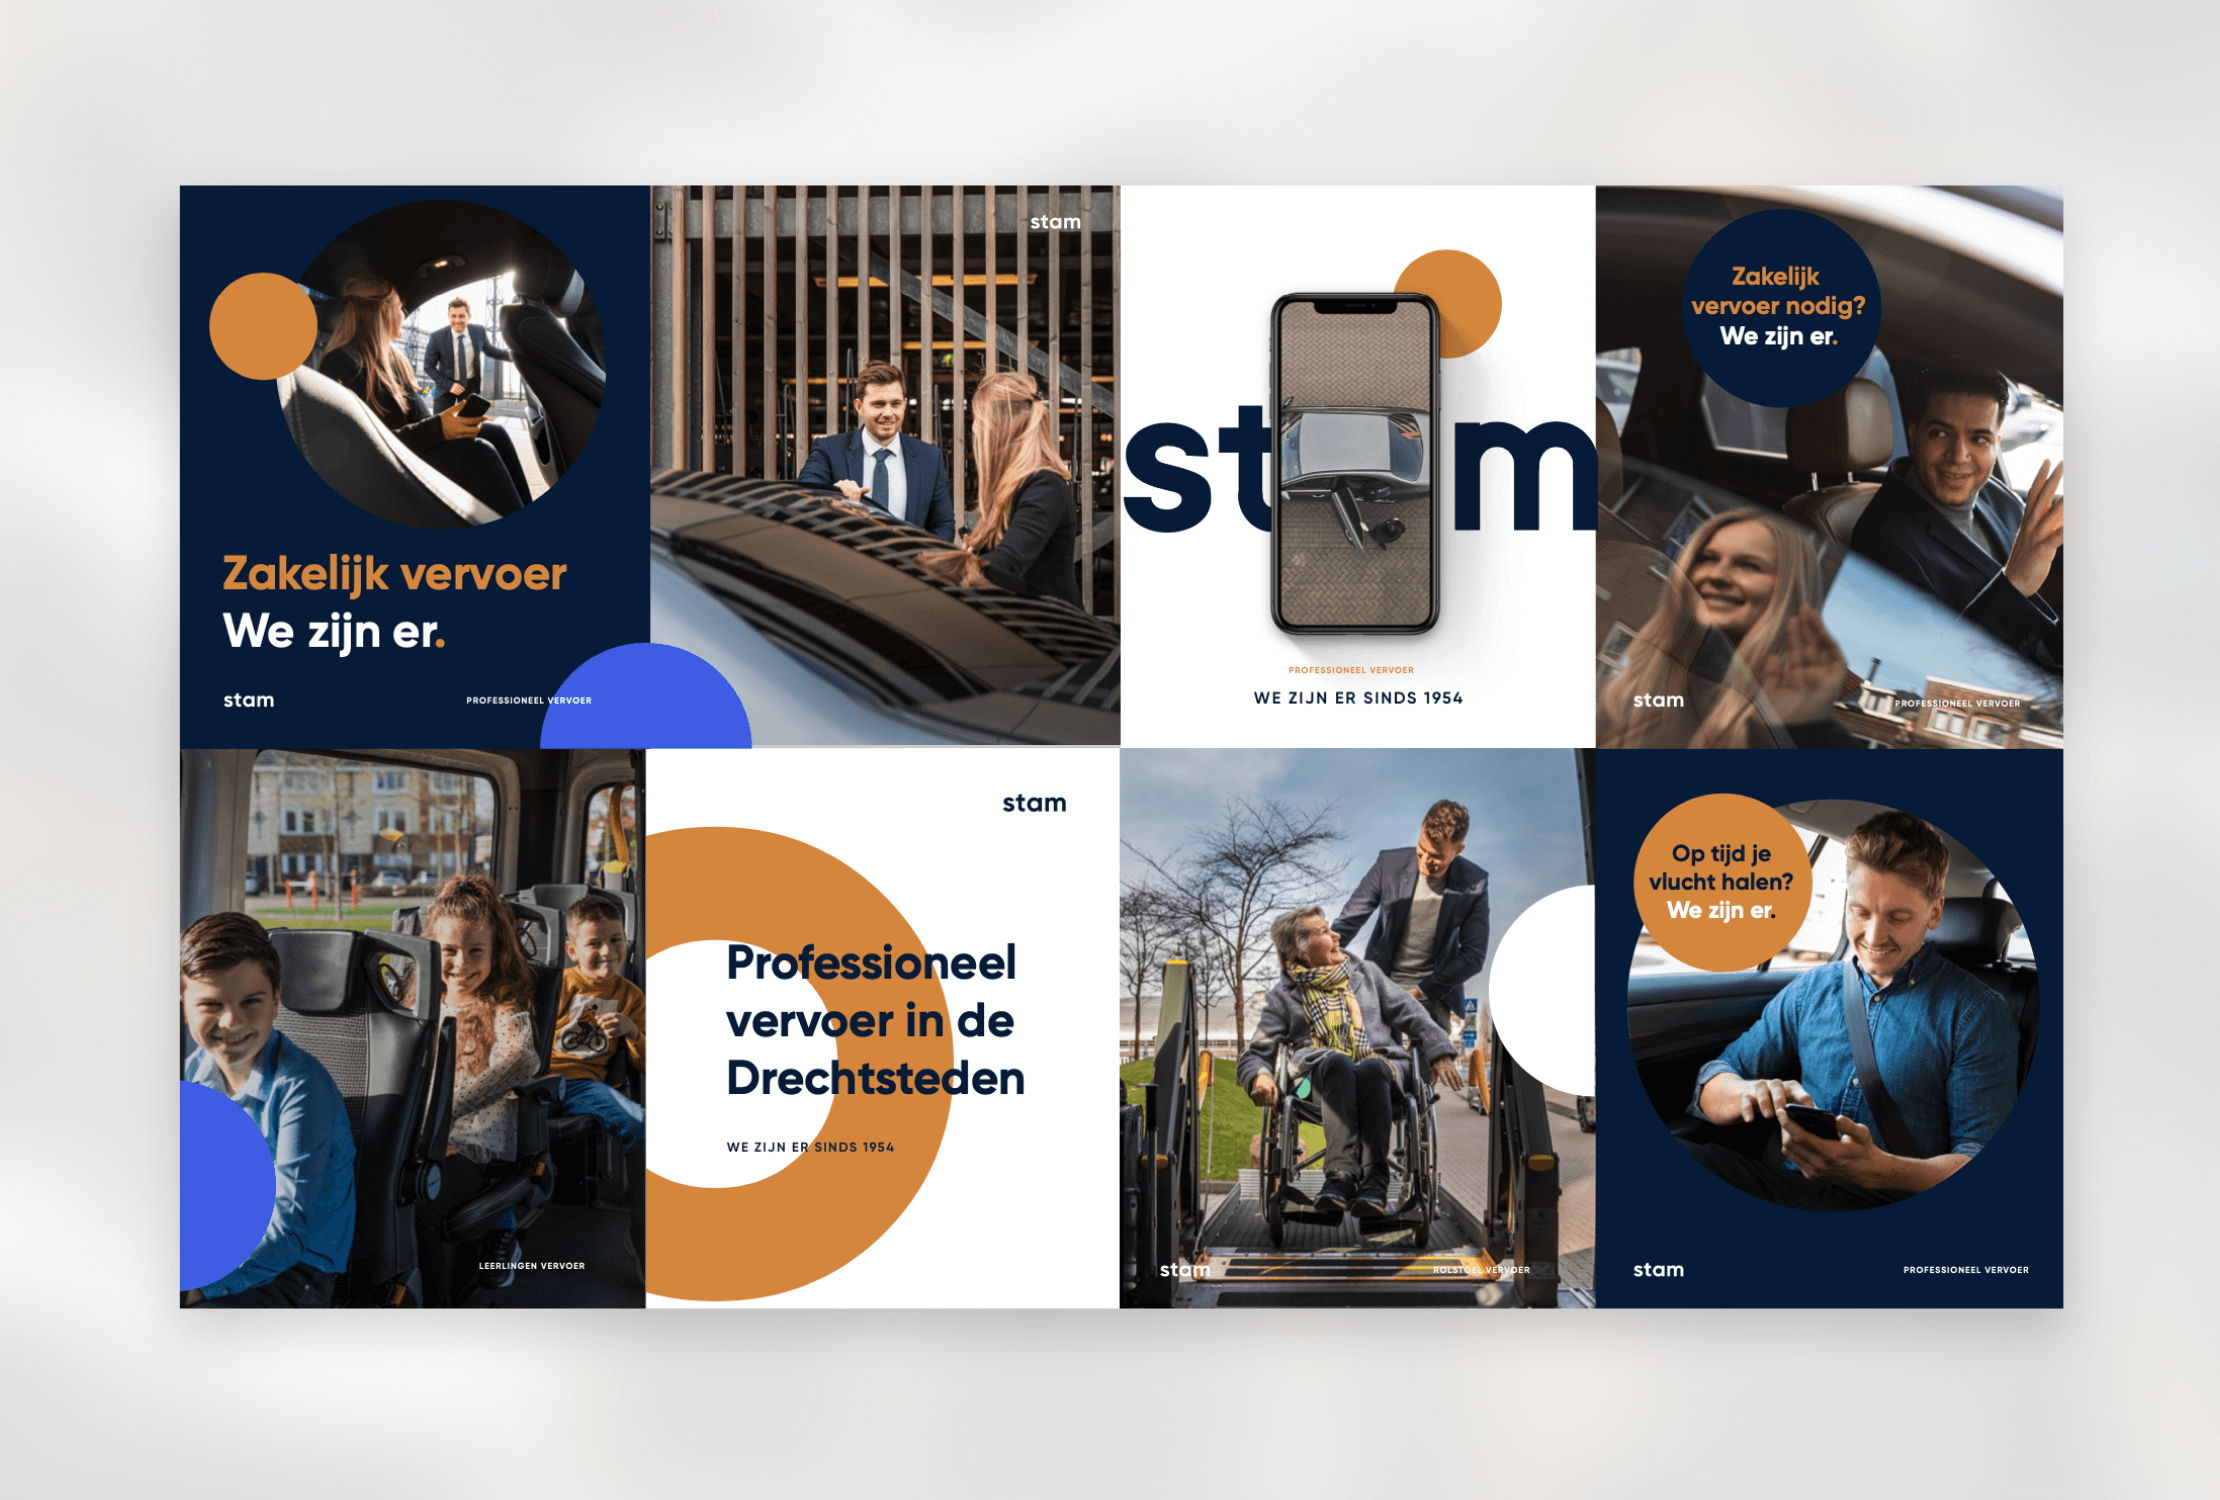 Zakelijk vervoer
We zijn er.
stam
PROFESSIONEEL VERVOER
stam
stam
PROFESSIONEEL VERVOER
WE ZIJN ER SINDS 1954
Zakelijk
vervoer nodig?
We zijn er.
stam
PROFESSIONEEL VERVOER
LEERLINGEN VERVOER
stam
Professioneel
vervoer in de
Drechtsteden
WE ZIJN ER SINDS 1954
stam
ROLSTOEL VERVOER
Op tijd je
vlucht halen?
We zijn er.
stam
PROFESSIONEEL VERVOER